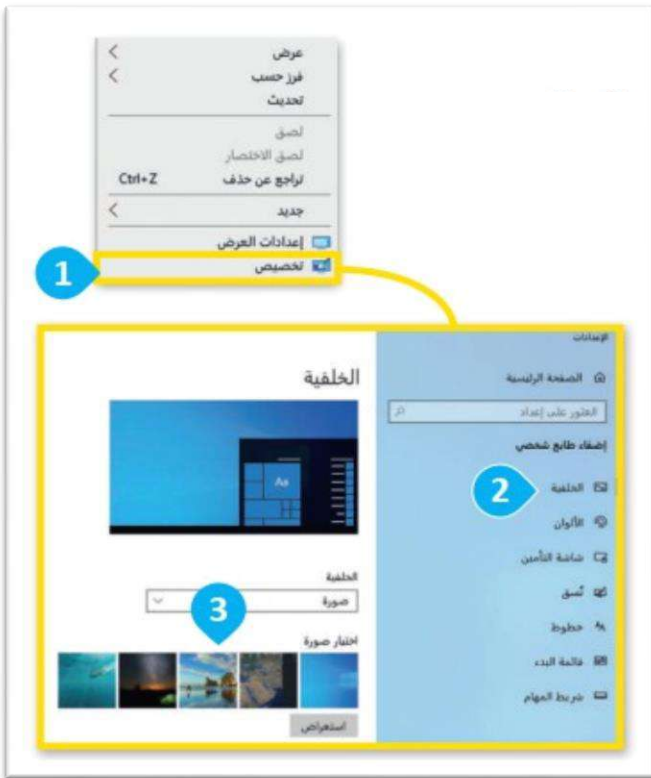 عرض
فرز حسب
تحديث
لصق
لصق الاختصار
تراجع عن حذف Ctrl+Z
جديد
إعدادات العرض
1 تخصيص
الإعدادات
الصفحة الرئيسية
العثور على إعداد
إضفاء طابع شخصي
2 الخلفية
الألوان
شاشة التأمين
نُسق
خطوط
قائمة البدء
شريط المهام
الخلفية
Aa
الخلفية
صورة
3
اختيار صورة
استعراض